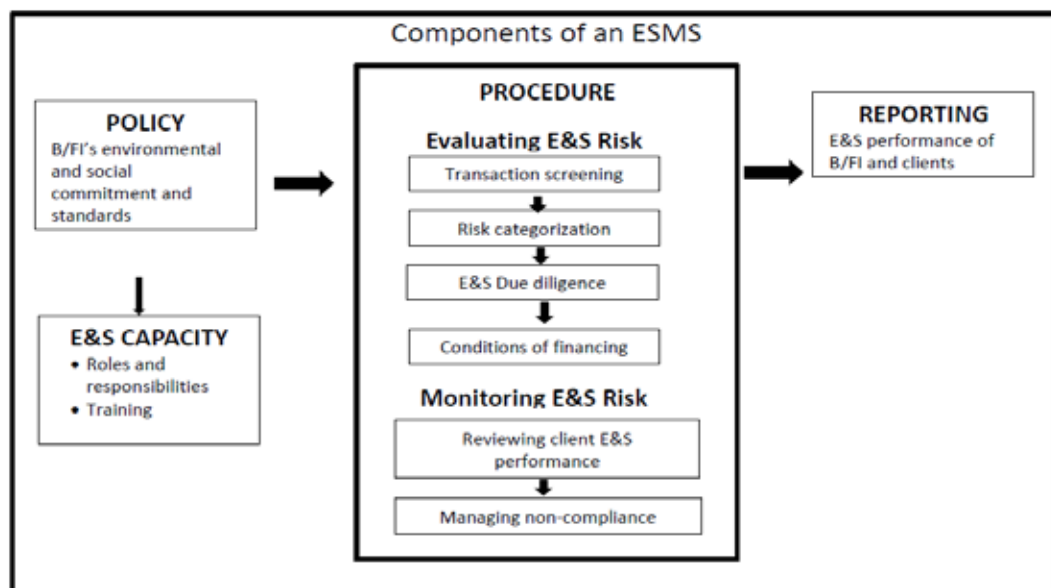 Components of an ESMS
POLICY
B/FI's environmental
and social
commitment and
standards
E&S CAPACITY
• Roles and
responsibilities
• Training
PROCEDURE
Evaluating E&S Risk
Transaction screening
Risk categorization
E&S Due diligence
Conditions of financing
Monitoring E&S Risk
Reviewing client E&S
performance
Managing non-compliance
REPORTING
E&S performance of
B/FI and clients